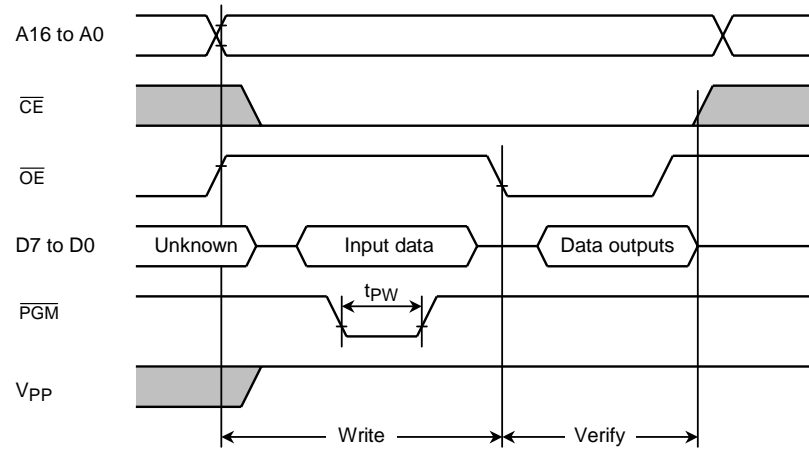 A16 to A0
CE
OE
D7 to D0 Unknown Input data Data outputs
tPW
PGM
VPP
Write Verify